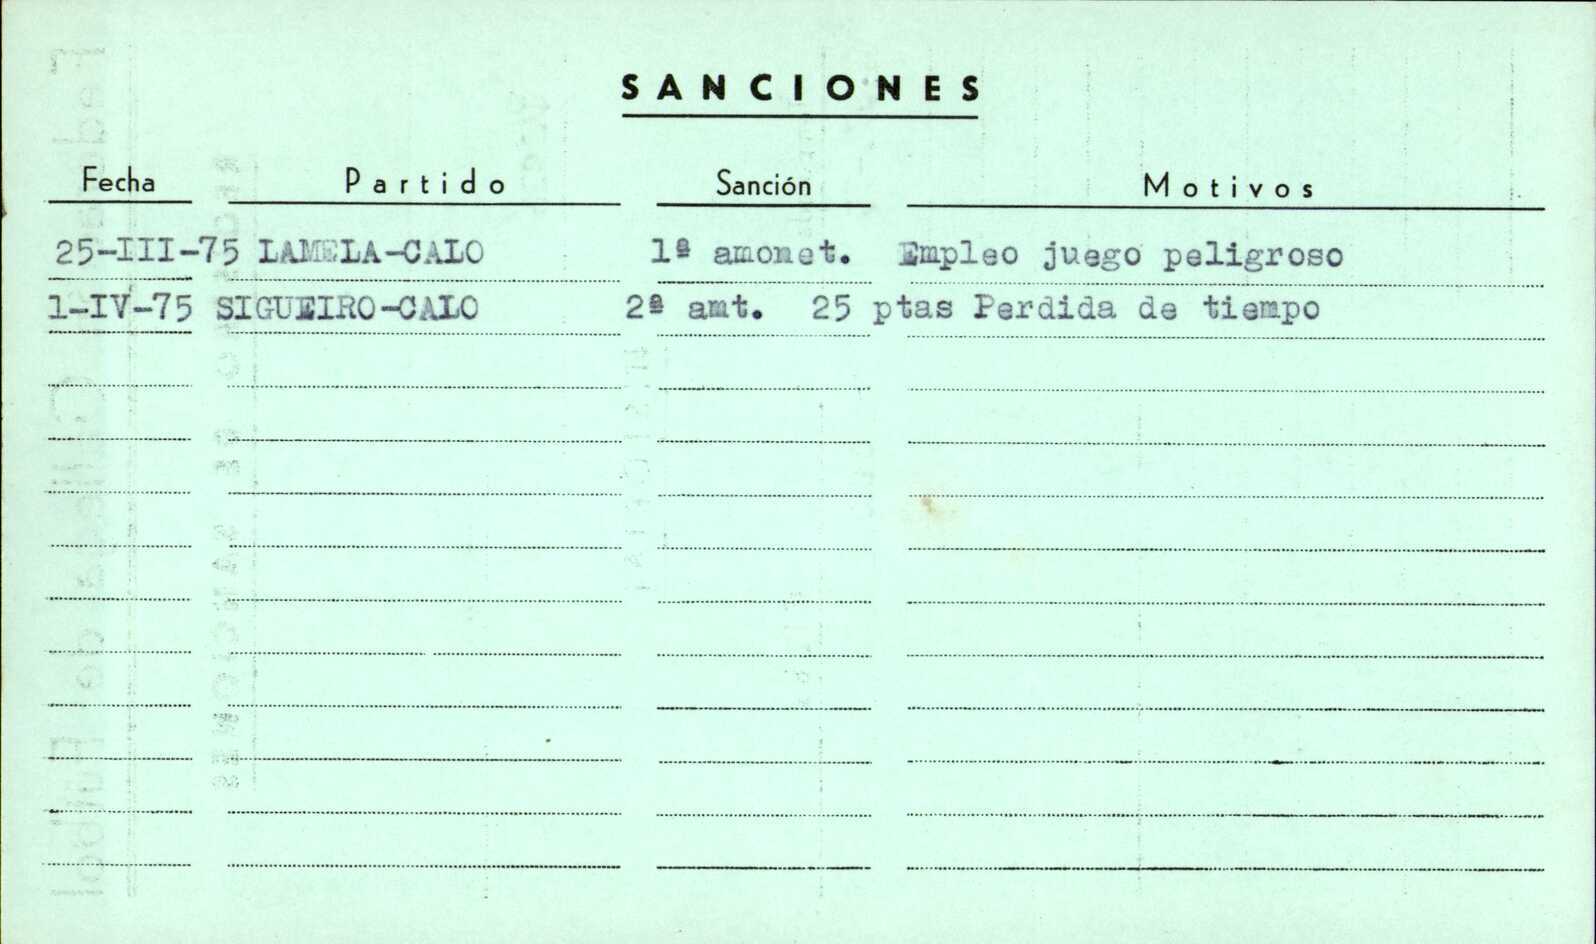 SANCIONES
Fecha Partido Sanción Motivos
25-III-75 LAMELA-CALO 1ª amonet. Empleo juego peligroso
1-IV-75 SIGUEIRO-CALO 2ª amt. 25 ptas Perdida de tiempo